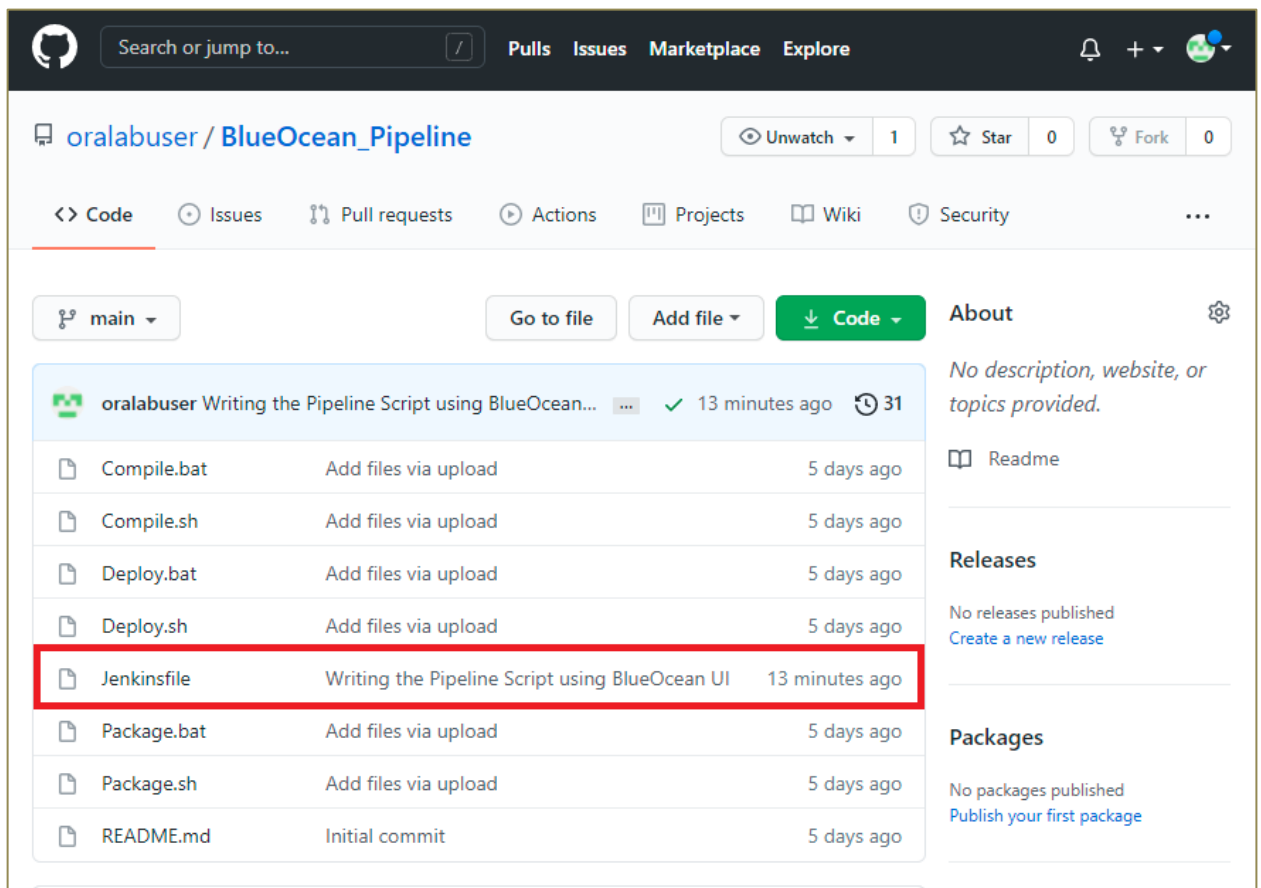 Search or jump to... /
Pulls Issues Marketplace Explore
oralabuser / BlueOcean_Pipeline
Unwatch 1 Star 0 Fork 0
<> Code Issues Pull requests Actions Projects Wiki Security ...
main Go to file Add file Code
oralabuser Writing the Pipeline Script using BlueOcean... ... 13 minutes ago 31
Compile.bat Add files via upload 5 days ago
Compile.sh Add files via upload 5 days ago
Deploy.bat Add files via upload 5 days ago
Deploy.sh Add files via upload 5 days ago
Jenkinsfile Writing the Pipeline Script using BlueOcean UI 13 minutes ago
Package.bat Add files via upload 5 days ago
Package.sh Add files via upload 5 days ago
README.md Initial commit 5 days ago
About
No description, website, or
topics provided.
Readme
Releases
No releases published
Create a new release
Packages
No packages published
Publish your first package